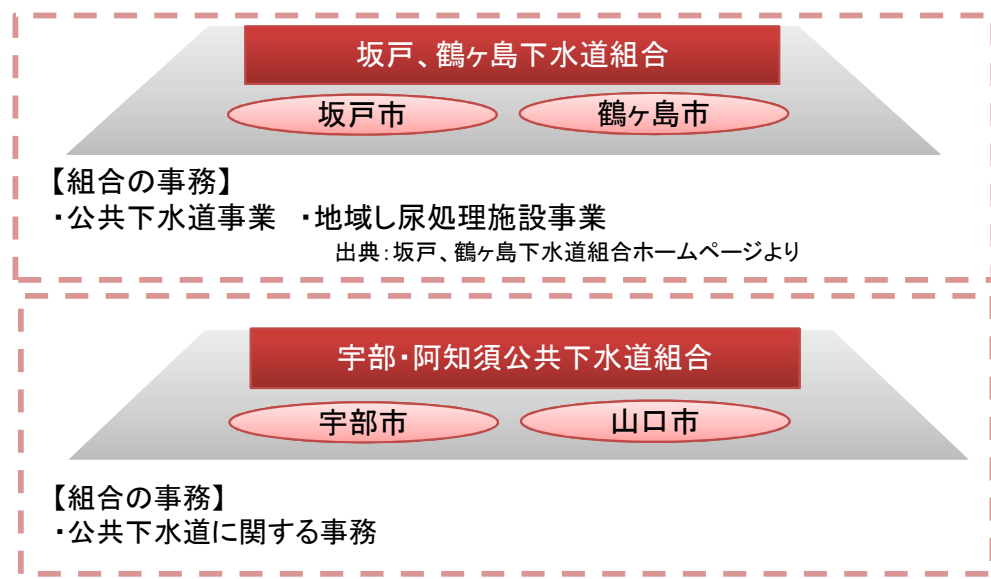 坂戸、鶴ヶ島下水道組合
坂戸市
鶴ヶ島市
【組合の事務】
・公共下水道事業 ・地域し尿処理施設事業
出典：坂戸、鶴ヶ島下水道組合ホームページより
宇部・阿知須公共下水道組合
宇部市
山口市
【組合の事務】
・公共下水道に関する事務